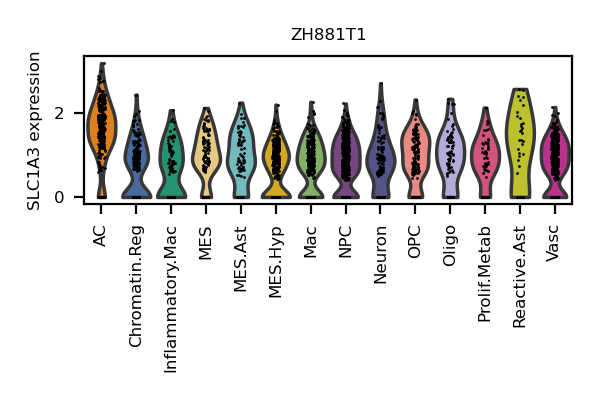 ZH881T1
SLC1A3 expression
2
0
AC
Chromatin.Reg
Inflammatory.Mac
MES
MES.Ast
MES.Hyp
Mac
NPC
Neuron
OPC
Oligo
Prolif.Metab
Reactive.Ast
Vasc